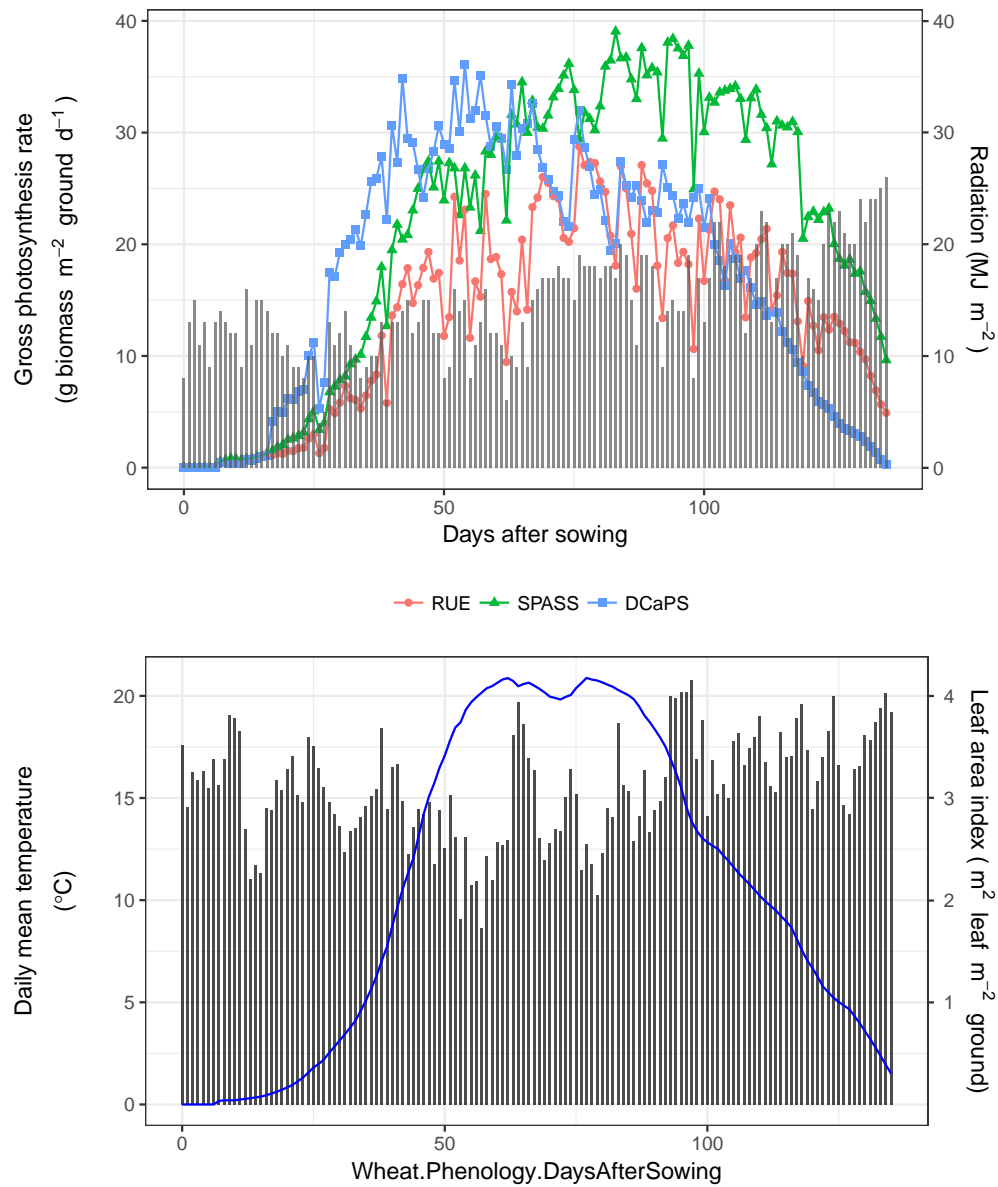 Gross photosynthesis rate
(g biomass m⁻² ground d⁻¹)
40
30
20
10
0
40
30
20
10
0
Radiation (MJ m⁻²)
0
50
100
Days after sowing
RUE
SPASS
DCaPS
Daily mean temperature
(°C)
20
15
10
5
0
4
3
2
1
Leaf area index ( m² leaf m⁻² ground)
0
50
100
Wheat.Phenology.DaysAfterSowing